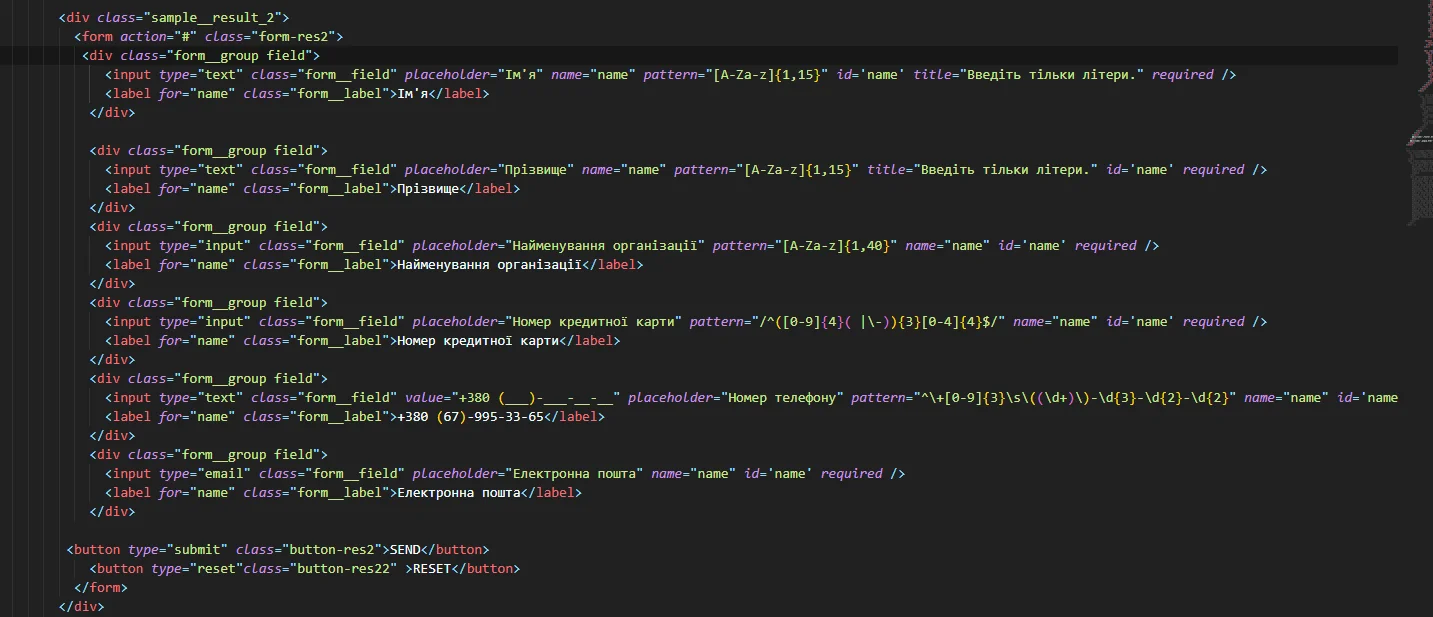 <div class="sample__result_2">
<form action="#" class="form-res2">
<div class="form__group field">
<input type="text" class="form__field" placeholder="Ім'я" name="name" pattern="[A-Za-z]{1,15}" id='name' title="Введіть тільки літери." required />
<label for="name" class="form__label">Ім'я</label>
</div>
<div class="form__group field">
<input type="text" class="form__field" placeholder="Прізвище" name="name" pattern="[A-Za-z]{1,15}" title="Введіть тільки літери." id='name' required />
<label for="name" class="form__label">Прізвище</label>
</div>
<div class="form__group field">
<input type="input" class="form__field" placeholder="Найменування організації" pattern="[A-Za-z]{1,40}" name="name" id='name' required />
<label for="name" class="form__label">Найменування організації</label>
</div>
<div class="form__group field">
<input type="input" class="form__field" placeholder="Номер кредитної карти" pattern="/^([0-9]{4}( |\-)){3}[0-4]{4}$/" name="name" id='name' required />
<label for="name" class="form__label">Номер кредитної карти</label>
</div>
<div class="form__group field">
<input type="text" class="form__field" value="+380 (___)-___-__-__" placeholder="Номер телефону" pattern="^\+[0-9]{3}\s\((\d+)\)-\d{3}-\d{2}-\d{2}" name="name" id='name
<label for="name" class="form__label">+380 (67)-995-33-65</label>
</div>
<div class="form__group field">
<input type="email" class="form__field" placeholder="Електронна пошта" name="name" id='name' required />
<label for="name" class="form__label">Електронна пошта</label>
</div>
<button type="submit" class="button-res2">SEND</button>
<button type="reset"class="button-res22" >RESET</button>
</form>
</div>